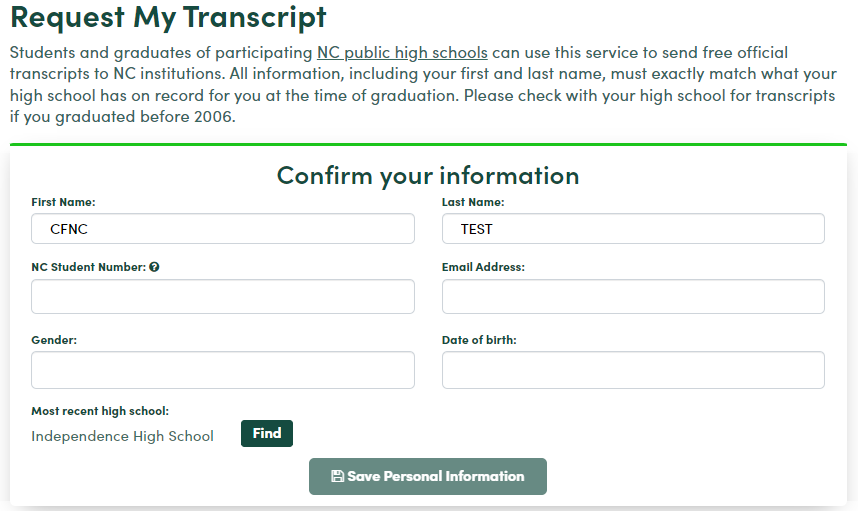 Request My Transcript
Students and graduates of participating NC public high schools can use this service to send free official
transcripts to NC institutions. All information, including your first and last name, must exactly match what your
high school has on record for you at the time of graduation. Please check with your high school for transcripts
if you graduated before 2006.
Confirm your information
First Name:
Last Name:
CFNC
TEST
NC Student Number: ?
Email Address:
Gender:
Date of birth:
Most recent high school:
Independence High School
Find
Save Personal Information